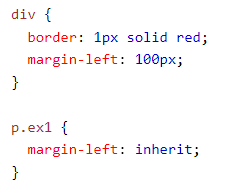 div {
  border: 1px solid red;
  margin-left: 100px;
}

p.ex1 {
  margin-left: inherit;
}